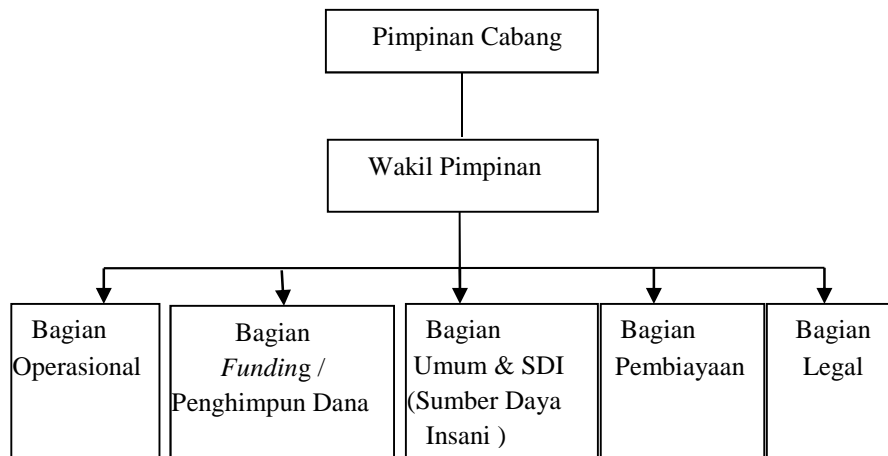 Pimpinan Cabang
Wakil Pimpinan
Bagian
Operasional
Bagian
Funding /
Penghimpun Dana
Bagian
Umum & SDI
(Sumber Daya
Insani )
Bagian
Pembiayaan
Bagian
Legal